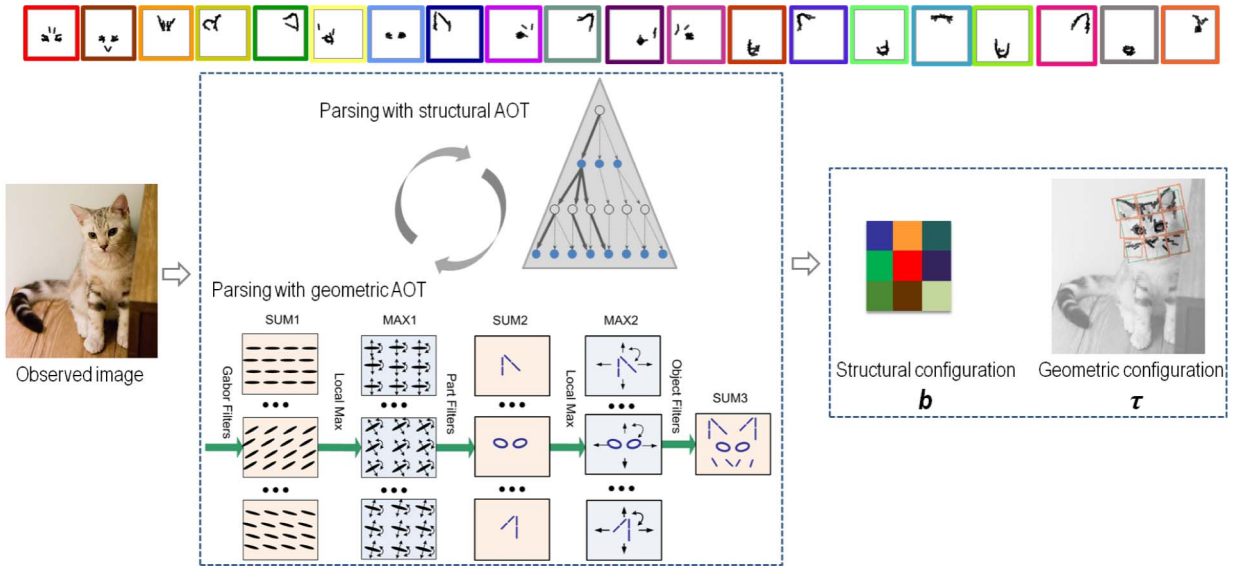 Parsing with structural AOT
Parsing with geometric AOT
Observed image
SUM1
MAX1
SUM2
MAX2
SUM3
Gabor Filters
Local Max
Part Filters
Local Max
Object Filters
Structural configuration
b
Geometric configuration
τ